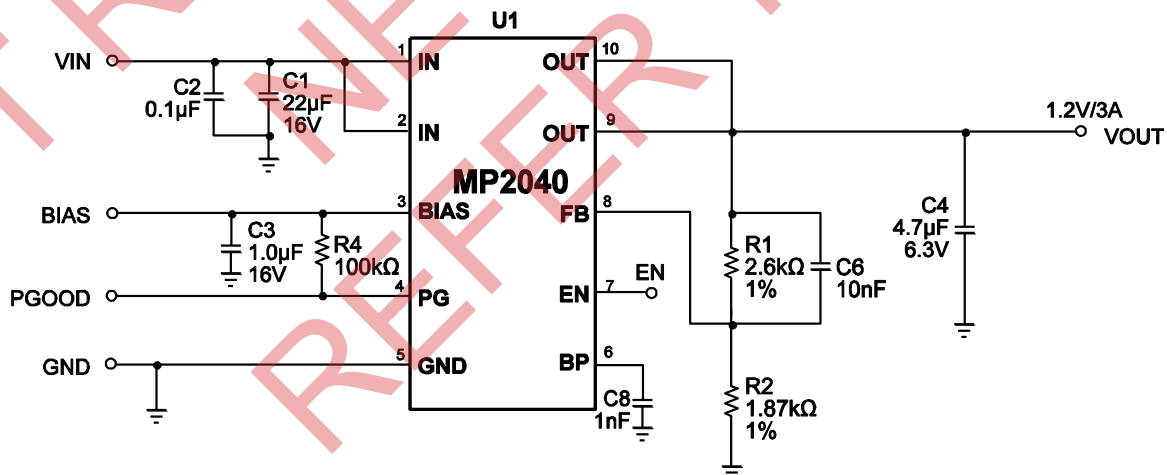 U1
VIN
1
IN
OUT
10
C2
0.1µF
C1
22µF
16V
2
IN
OUT
9
1.2V/3A
VOUT
MP2040
BIAS
3
BIAS
FB
8
C3
1.0µF
16V
R4
100kΩ
R1
2.6kΩ
1%
C6
10nF
C4
4.7µF
6.3V
PGOOD
4
PG
EN
7
EN
GND
5
GND
BP
6
C8
1nF
R2
1.87kΩ
1%
REFER